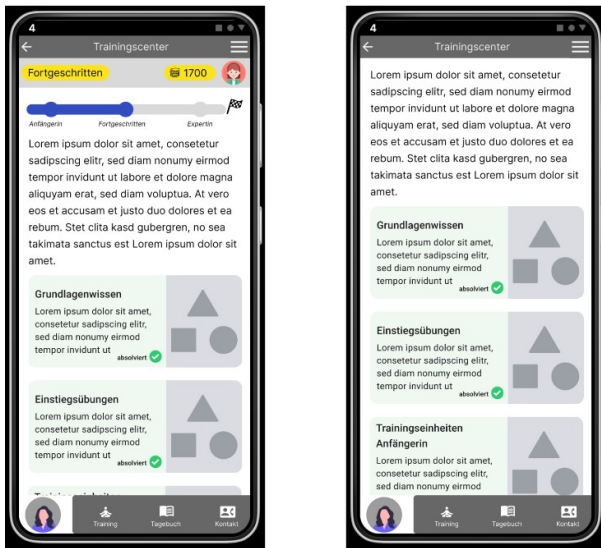 4
Trainingscenter
Fortgeschritten
1700
Anfängerin
Fortgeschritten
Expertin
Lorem ipsum dolor sit amet, consetetur
sadipscing elitr, sed diam nonumy eirmod
tempor invidunt ut labore et dolore magna
aliquyam erat, sed diam voluptua. At vero
eos et accusam et justo duo dolores et ea
rebum. Stet clita kasd gubergren, no sea
takimata sanctus est Lorem ipsum dolor sit
amet.
Grundlagenwissen
Lorem ipsum dolor sit amet,
consetetur sadipscing elitr,
sed diam nonumy eirmod
tempor invidunt ut
absolviert
Einstiegsübungen
Lorem ipsum dolor sit amet,
consetetur sadipscing elitr,
sed diam nonumy eirmod
tempor invidunt ut
absolviert
Training
Tagebuch
Kontakt
4
Trainingscenter
Lorem ipsum dolor sit amet, consetetur
sadipscing elitr, sed diam nonumy eirmod
tempor invidunt ut labore et dolore magna
aliquyam erat, sed diam voluptua. At vero
eos et accusam et justo duo dolores et ea
rebum. Stet clita kasd gubergren, no sea
takimata sanctus est Lorem ipsum dolor sit
amet.
Grundlagenwissen
Lorem ipsum dolor sit amet,
consetetur sadipscing elitr,
sed diam nonumy eirmod
tempor invidunt ut
absolviert
Einstiegsübungen
Lorem ipsum dolor sit amet,
consetetur sadipscing elitr,
sed diam nonumy eirmod
tempor invidunt ut
absolviert
Trainingseinheiten
Anfängerin
Lorem ipsum dolor sit amet,
consetetur sadipscing elitr,
sed diam nonumy eirmod
Training
Tagebuch
Kontakt